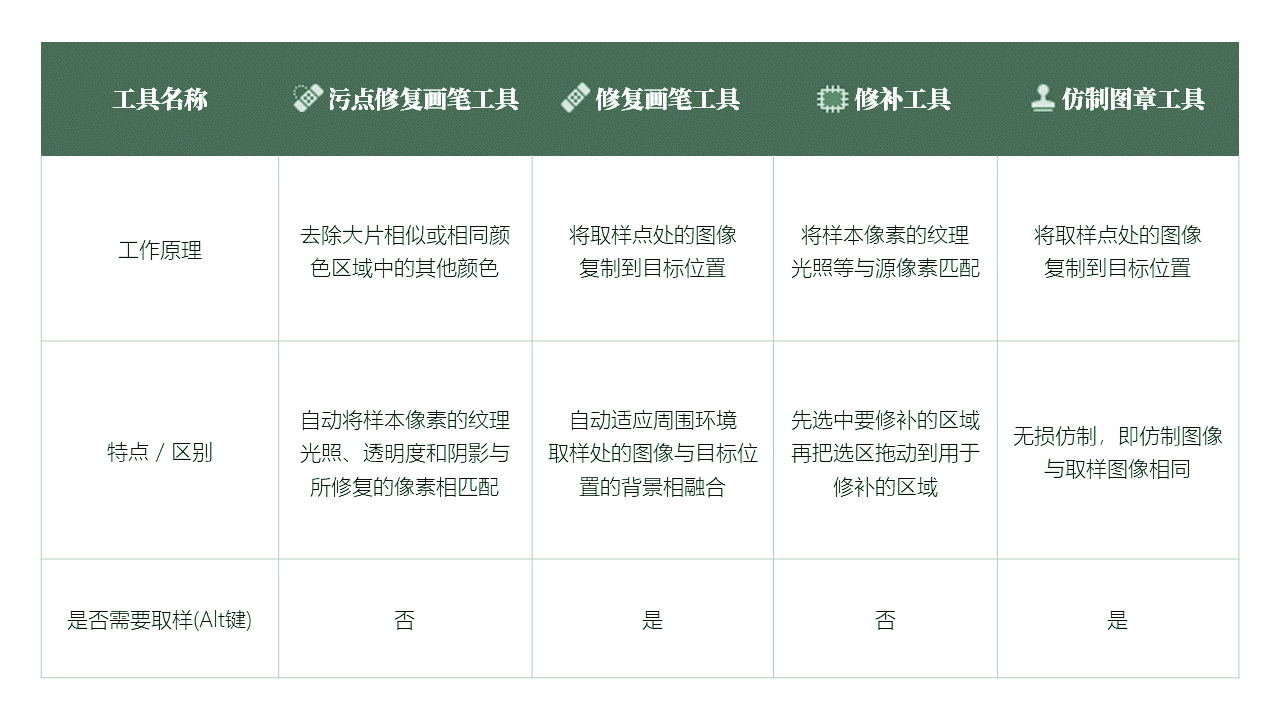 工具名称
污点修复画笔工具
修复画笔工具
修补工具
仿制图章工具
工作原理
去除大片相似或相同颜
色区域中的其他颜色
将取样点处的图像
复制到目标位置
将样本像素的纹理
光照等与源像素匹配
将取样点处的图像
复制到目标位置
特点 / 区别
自动将样本像素的纹理
光照、透明度和阴影与
所修复的像素相匹配
自动适应周围环境
取样处的图像与目标位
置的背景相融合
先选中要修补的区域
再把选区拖动到用于
修补的区域
无损仿制，即仿制图像
与取样图像相同
是否需要取样(Alt键)
否
是
否
是